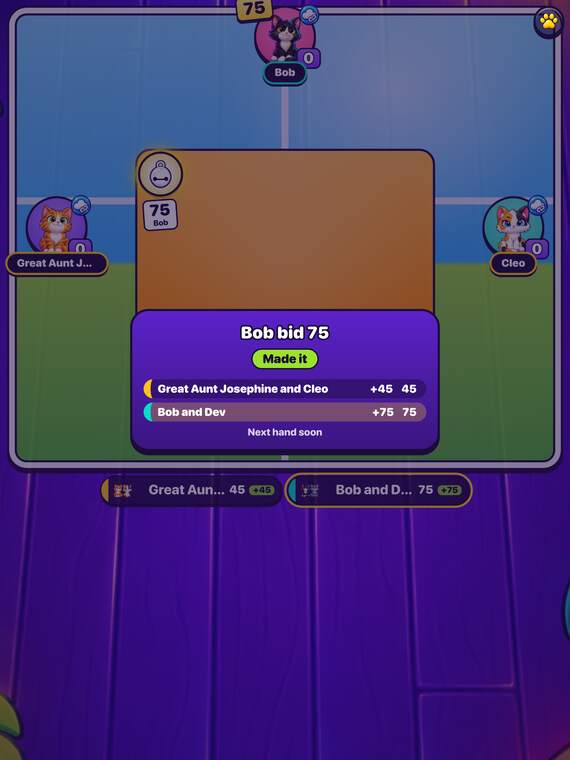 75
0
Bob
75
Bob
0
Great Aunt J...
0
Cleo
Bob bid 75
Made it
Great Aunt Josephine and Cleo +45 45
Bob and Dev +75 75
Next hand soon
Great Aun... 45 +45
Bob and D... 75 +75